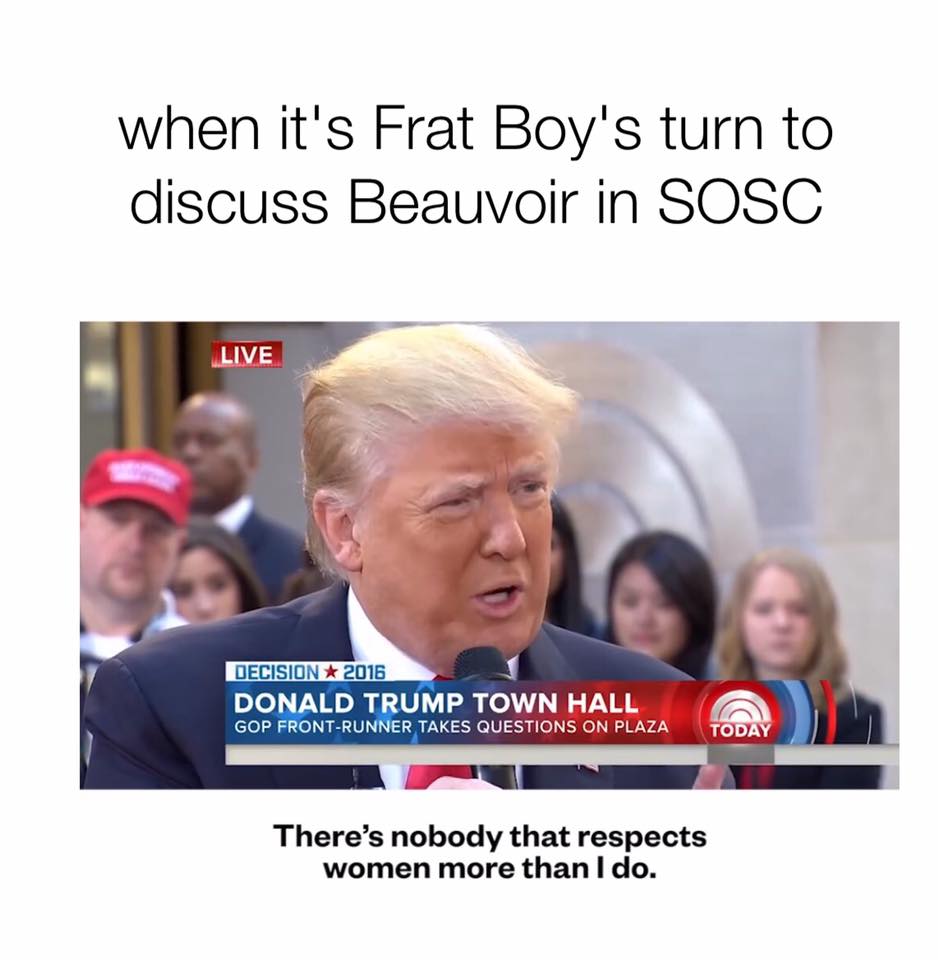 when it's Frat Boy's turn to
discuss Beauvoir in SOSC
LIVE
DECISION ★ 2016
DONALD TRUMP TOWN HALL
GOP FRONT-RUNNER TAKES QUESTIONS ON PLAZA
TODAY
There's nobody that respects
women more than I do.